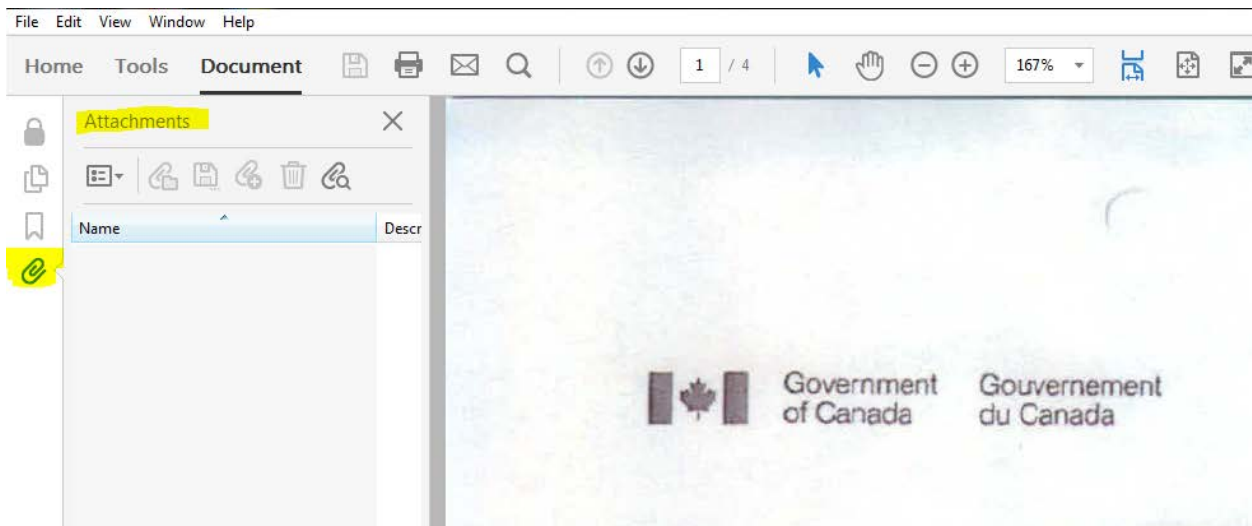 File Edit View Window Help
Home Tools Document 1 / 4 167%
Attachments
Name Descr
Government Gouvernement
of Canada du Canada